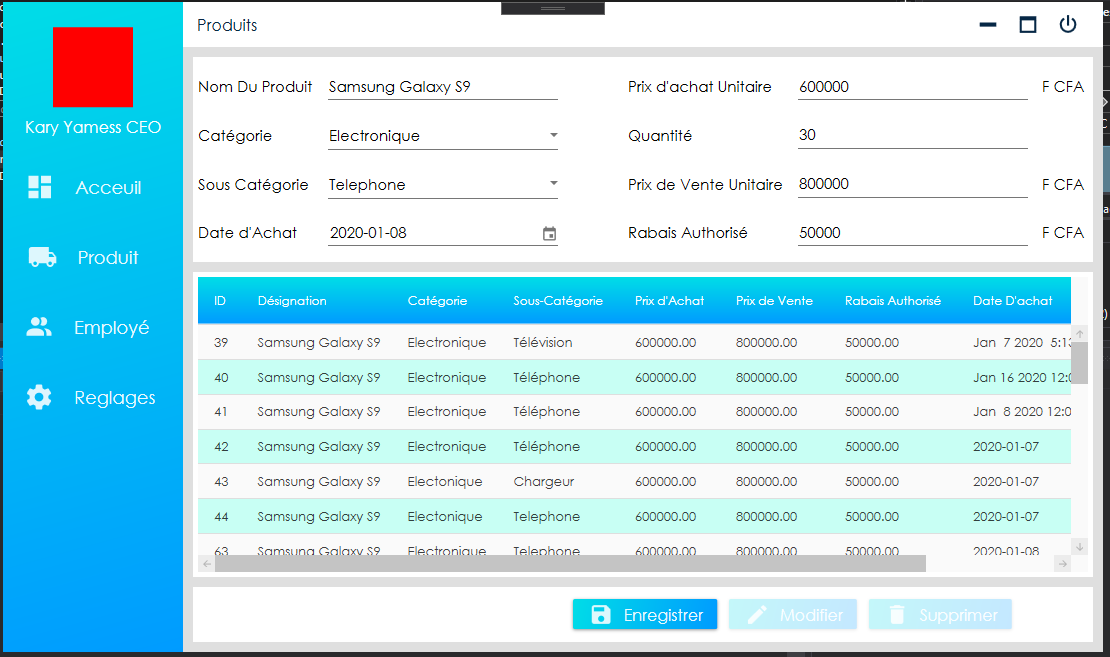 Produits
Kary Yamess CEO
Acceuil
Produit
Employé
Reglages
Nom Du Produit Samsung Galaxy S9
Catégorie Electronique
Sous Catégorie Telephone
Date d'Achat 2020-01-08
Prix d'achat Unitaire 600000 F CFA
Quantité 30
Prix de Vente Unitaire 800000 F CFA
Rabais Authorisé 50000 F CFA
ID Désignation Catégorie Sous-Catégorie Prix d'Achat Prix de Vente Rabais Authorisé Date D'achat
39 Samsung Galaxy S9 Electronique Télévision 600000.00 800000.00 50000.00 Jan 7 2020 5:13
40 Samsung Galaxy S9 Electronique Téléphone 600000.00 800000.00 50000.00 Jan 16 2020 12:0
41 Samsung Galaxy S9 Electronique Téléphone 600000.00 800000.00 50000.00 Jan 8 2020 12:0
42 Samsung Galaxy S9 Electronique Téléphone 600000.00 800000.00 50000.00 2020-01-07
43 Samsung Galaxy S9 Electonique Chargeur 600000.00 800000.00 50000.00 2020-01-07
44 Samsung Galaxy S9 Electonique Telephone 600000.00 800000.00 50000.00 2020-01-07
63 Samsung Galaxy S9 Electronique Telephone 600000.00 800000.00 50000.00 2020-01-08
Enregistrer Modifier Supprimer